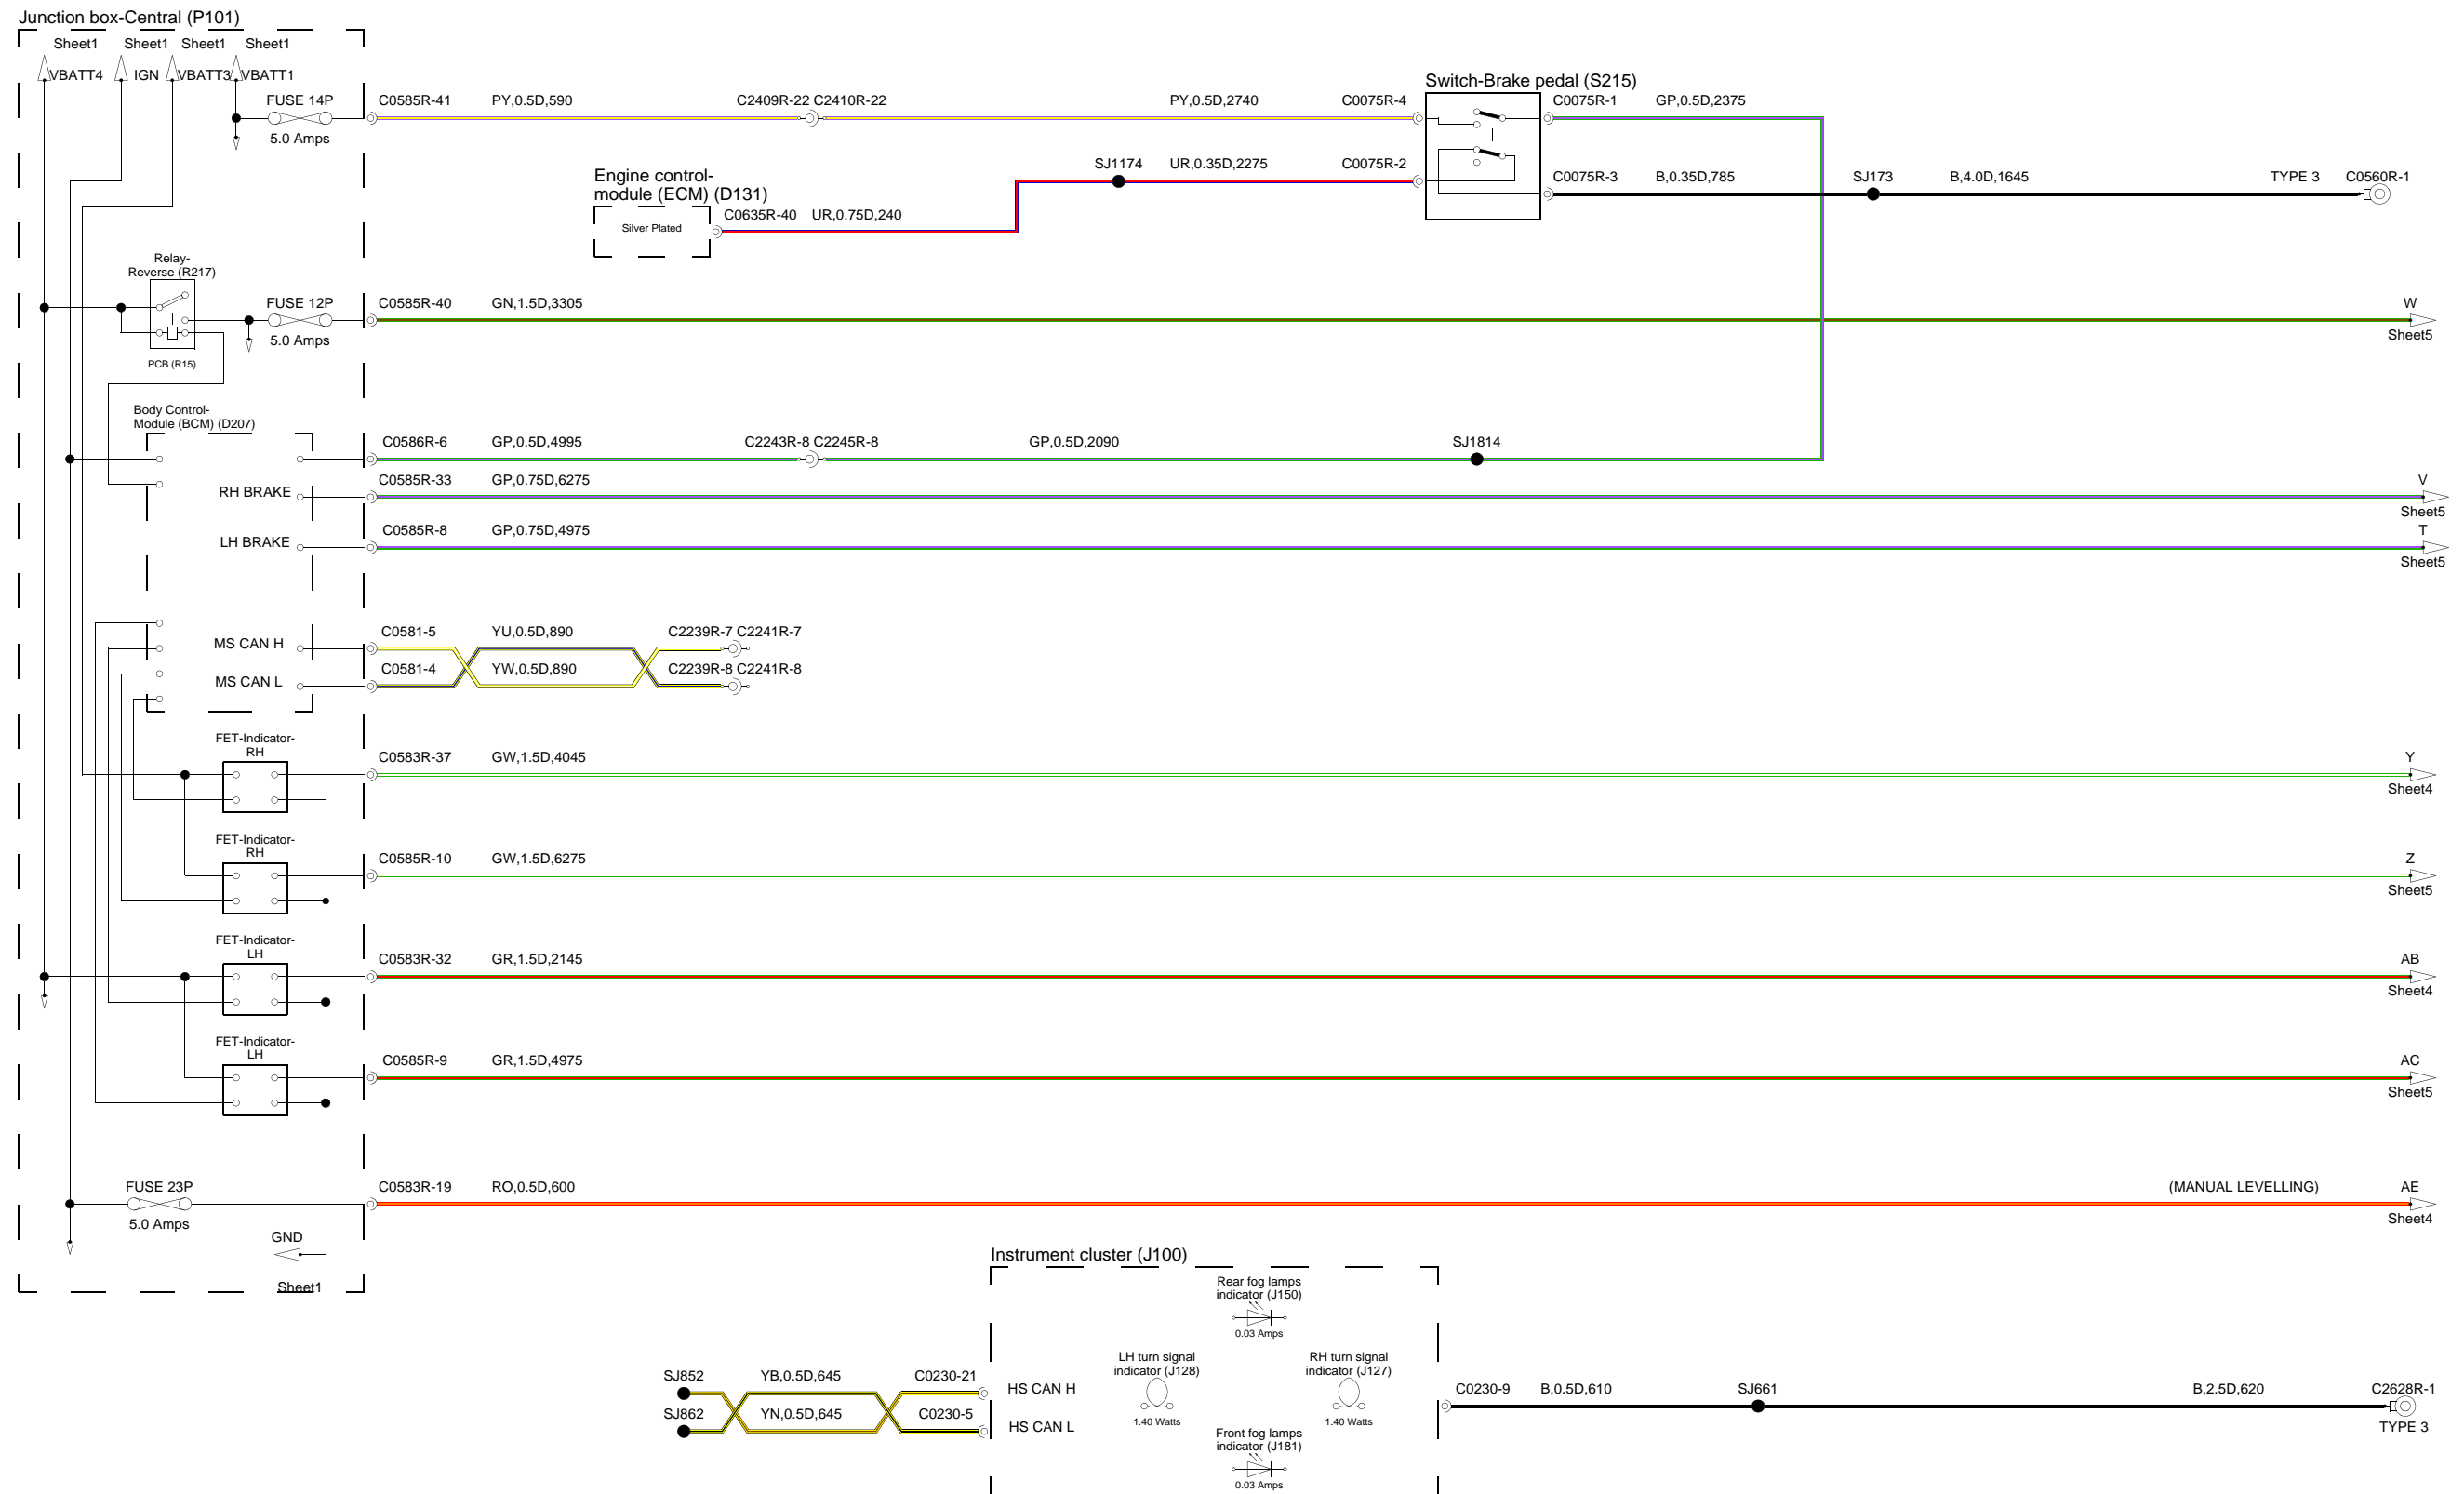 Junction box-Central (P101)
Sheet1 Sheet1 Sheet1 Sheet1
VBATT4 IGN VBATT3 VBATT1
FUSE 14P
5.0 Amps
C0585R-41 PY,0.5D,590 C2409R-22 C2410R-22 PY,0.5D,2740 C0075R-4
Switch-Brake pedal (S215)
C0075R-1 GP,0.5D,2375
Engine control-
module (ECM) (D131)
Silver Plated
C0635R-40 UR,0.75D,240
SJ1174 UR,0.35D,2275 C0075R-2
C0075R-3 B,0.35D,785 SJ173 B,4.0D,1645 TYPE 3 C0560R-1
Relay-
Reverse (R217)
PCB (R15)
FUSE 12P
5.0 Amps
C0585R-40 GN,1.5D,3305 W
Sheet5
Body Control-
Module (BCM) (D207)
C0586R-6 GP,0.5D,4995 C2243R-8 C2245R-8 GP,0.5D,2090 SJ1814
RH BRAKE C0585R-33 GP,0.75D,6275 V
Sheet5
LH BRAKE C0585R-8 GP,0.75D,4975 T
Sheet5
MS CAN H C0581-5 YU,0.5D,890 C2239R-7 C2241R-7
MS CAN L C0581-4 YW,0.5D,890 C2239R-8 C2241R-8
FET-Indicator-
RH
C0583R-37 GW,1.5D,4045 Y
Sheet4
FET-Indicator-
RH
C0585R-10 GW,1.5D,6275 Z
Sheet5
FET-Indicator-
LH
C0583R-32 GR,1.5D,2145 AB
Sheet4
FET-Indicator-
LH
C0585R-9 GR,1.5D,4975 AC
Sheet5
FUSE 23P
5.0 Amps
C0583R-19 RO,0.5D,600 (MANUAL LEVELLING) AE
Sheet4
GND
Sheet1
Instrument cluster (J100)
Rear fog lamps
indicator (J150)
0.03 Amps
LH turn signal
indicator (J128)
1.40 Watts
RH turn signal
indicator (J127)
1.40 Watts
SJ852 YB,0.5D,645 C0230-21 HS CAN H
SJ862 YN,0.5D,645 C0230-5 HS CAN L
C0230-9 B,0.5D,610 SJ661 B,2.5D,620 C2628R-1
TYPE 3
Front fog lamps
indicator (J181)
0.03 Amps